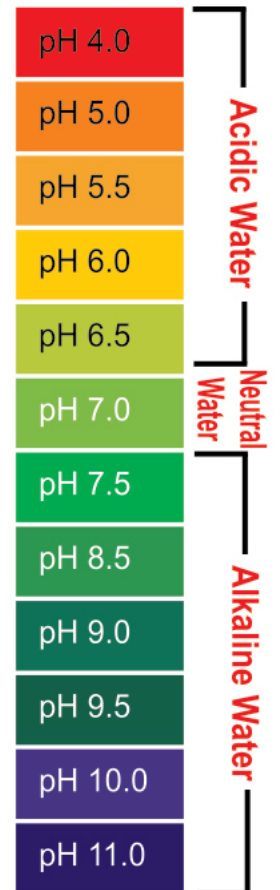 pH 4.0
pH 5.0
pH 5.5
pH 6.0
pH 6.5
pH 7.0
pH 7.5
pH 8.5
pH 9.0
pH 9.5
pH 10.0
pH 11.0
Acidic Water
Neutral
Water
Alkaline Water